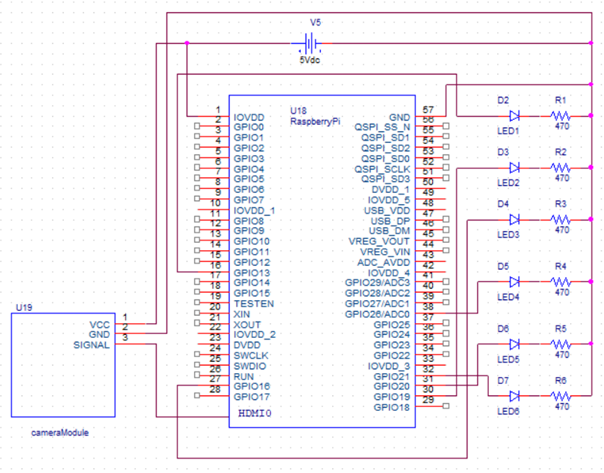 V5
5Vdc
U18
RaspberryPi
1 IOVDD
2 GPIO0
3 GPIO1
4 GPIO2
5 GPIO3
6 GPIO4
7 GPIO5
8 GPIO6
9 GPIO7
10 IOVDD_1
11 GPIO8
12 GPIO9
13 GPIO10
14 GPIO11
15 GPIO12
16 GPIO13
17 GPIO14
18 GPIO15
19 TESTEN
20 XIN
21 XOUT
22 IOVDD_2
23 DVDD
24 SWCLK
25 SWDIO
26 RUN
27 GPIO16
28 GPIO17
HDMI0
GND 57
QSPI_SS_N 56
QSPI_SD1 55
QSPI_SD2 54
QSPI_SD0 53
QSPI_SCLK 52
QSPI_SD3 51
DVDD_1 50
IOVDD_5 49
USB_VDD 48
USB_DP 47
USB_DM 46
VREG_VOUT 45
VREG_VIN 44
ADC_AVDD 43
IOVDD_4 42
GPIO29/ADC3 41
GPIO28/ADC2 40
GPIO27/ADC1 39
GPIO26/ADC0 38
GPIO25 37
GPIO24 36
GPIO23 35
GPIO22 34
IOVDD_3 33
GPIO21 32
GPIO20 31
GPIO19 30
GPIO18 29
D2 R1
LED1 470
D3 R2
LED2 470
D4 R3
LED3 470
D5 R4
LED4 470
D6 R5
LED5 470
D7 R6
LED6 470
U19
VCC 1
GND 2
SIGNAL 3
cameraModule